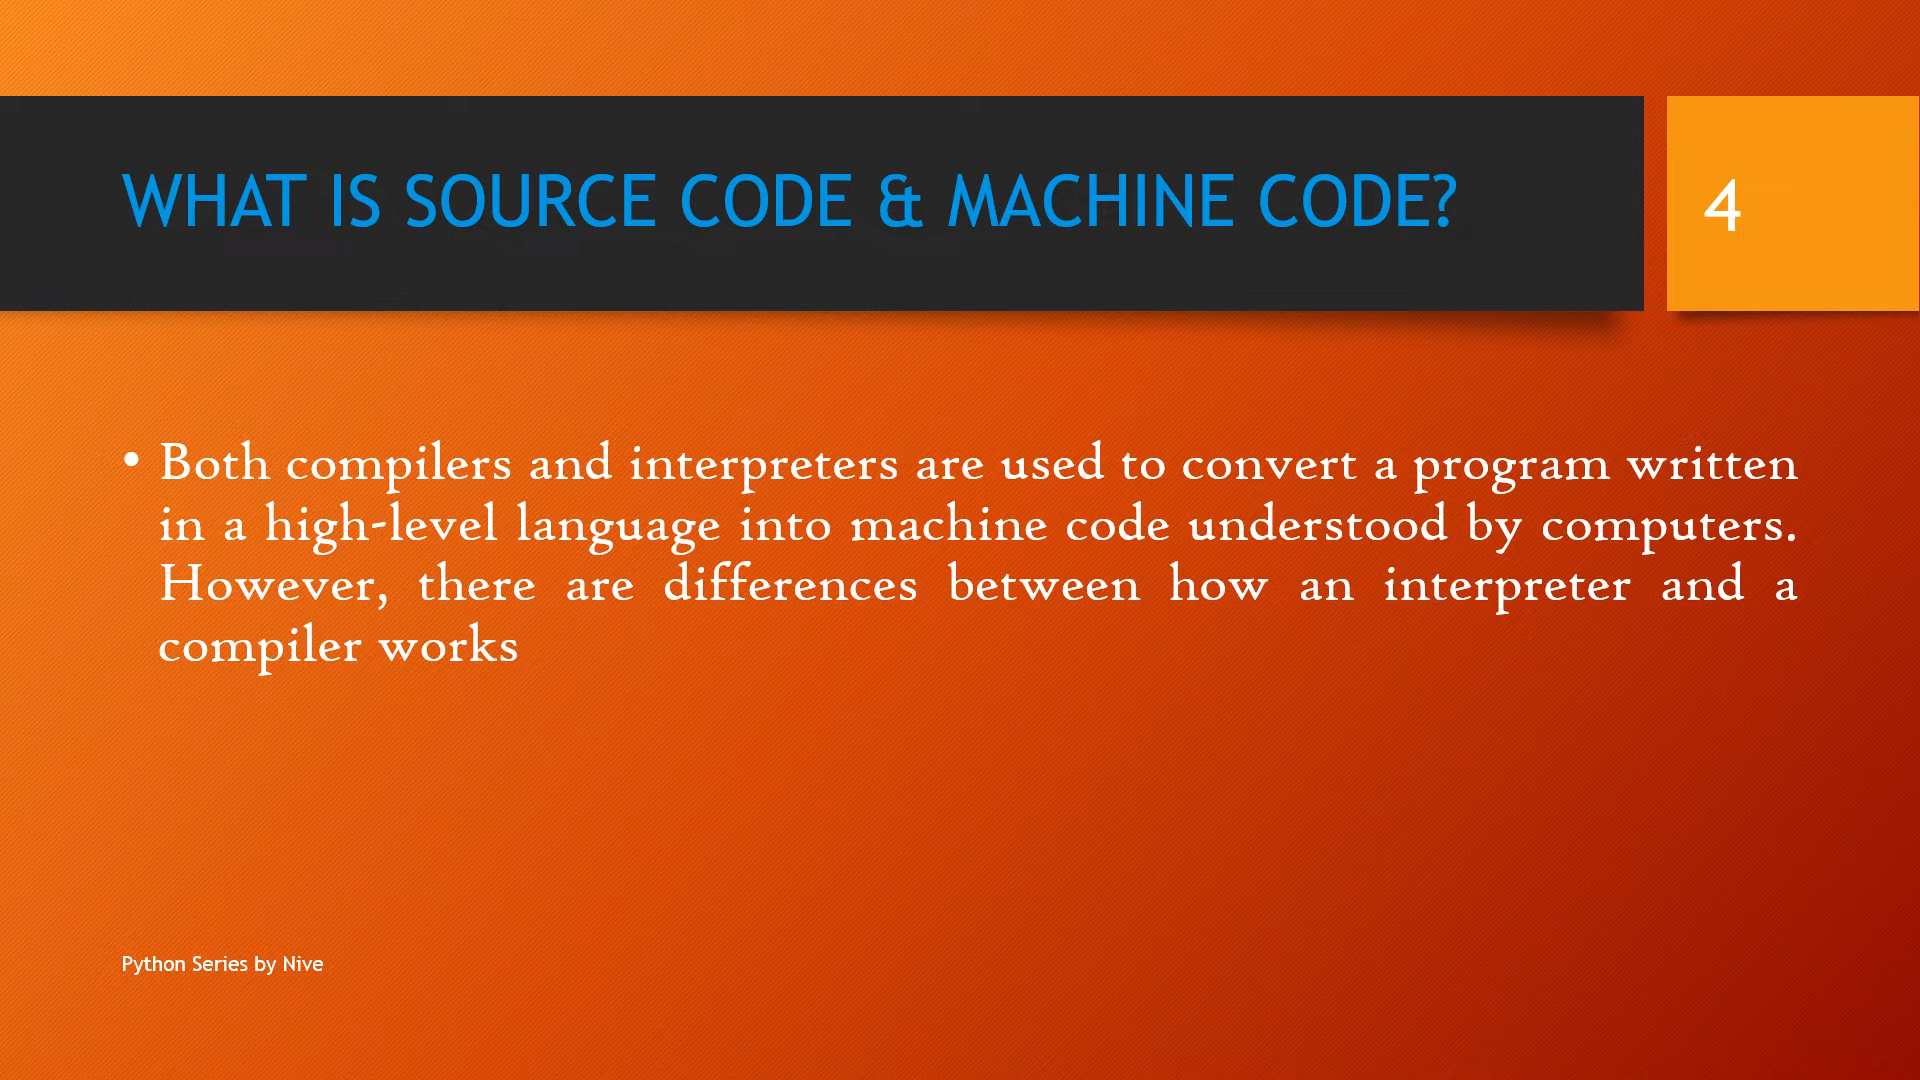 WHAT IS SOURCE CODE & MACHINE CODE?
4
• Both compilers and interpreters are used to convert a program written
in a high-level language into machine code understood by computers.
However, there are differences between how an interpreter and a
compiler works
Python Series by Nive